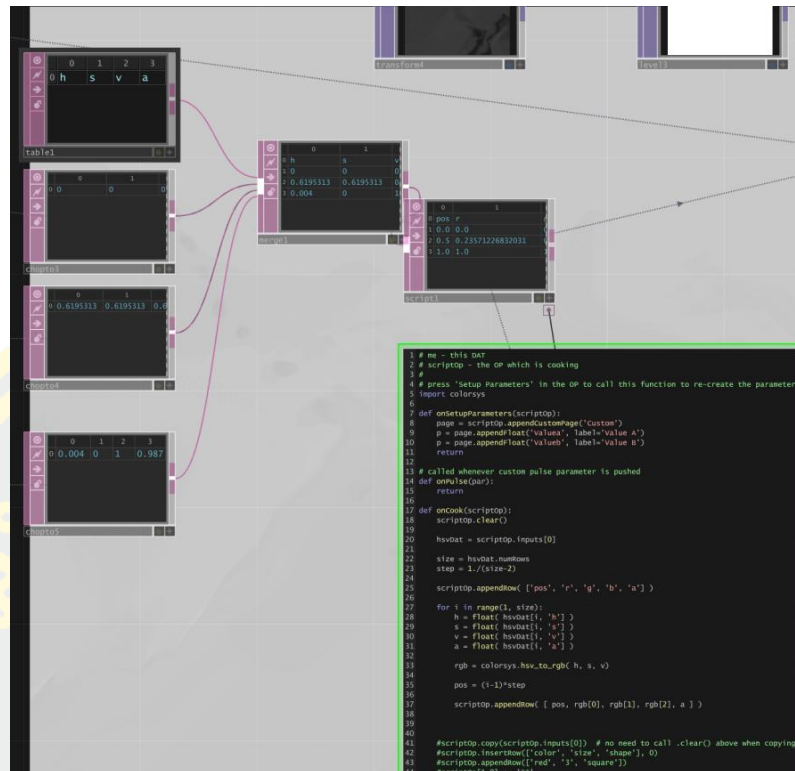 transform4
level3
0 1 2 3
0 h s v a
table1
0 1
0 0 0 0
chopto3
0 1
0 0.6195313 0.6195313 0.6
chopto4
0 1 2 3
0 0.004 0 1 0.987
chopto5
0 1
0 h s v
1 0 0 0
2 0.6195313 0.6195313 0
3 0.004 0 1
merge1
0 1
0 pos r
1 0.0 0.0
2 0.5 0.23571226832031
3 1.0 1.0
script1
1 # me - this DAT
2 # scriptOp - the OP which is cooking
3 #
4 # press 'Setup Parameters' in the OP to call this function to re-create the parameter
5 import colorsys
6
7 def onSetupParameters(scriptOp):
8 page = scriptOp.appendCustomPage('Custom')
9 p = page.appendFloat('Valuea', label='Value A')
10 p = page.appendFloat('Valueb', label='Value B')
11 return
12
13 # called whenever custom pulse parameter is pushed
14 def onPulse(par):
15 return
16
17 def onCook(scriptOp):
18 scriptOp.clear()
19
20 hsvDat = scriptOp.inputs[0]
21
22 size = hsvDat.numRows
23 step = 1./(size-2)
24
25 scriptOp.appendRow( ['pos', 'r', 'g', 'b', 'a'] )
26
27 for i in range(1, size):
28 h = float( hsvDat[i, 'h'] )
29 s = float( hsvDat[i, 's'] )
30 v = float( hsvDat[i, 'v'] )
31 a = float( hsvDat[i, 'a'] )
32
33 rgb = colorsys.hsv_to_rgb( h, s, v)
34
35 pos = (i-1)*step
36
37 scriptOp.appendRow( [ pos, rgb[0], rgb[1], rgb[2], a ] )
38
39
40
41 #scriptOp.copy(scriptOp.inputs[0]) # no need to call .clear() above when copying
42 #scriptOp.insertRow(['color', 'size', 'shape'], 0)
43 #scriptOp.appendRow(['red', '3', 'square'])